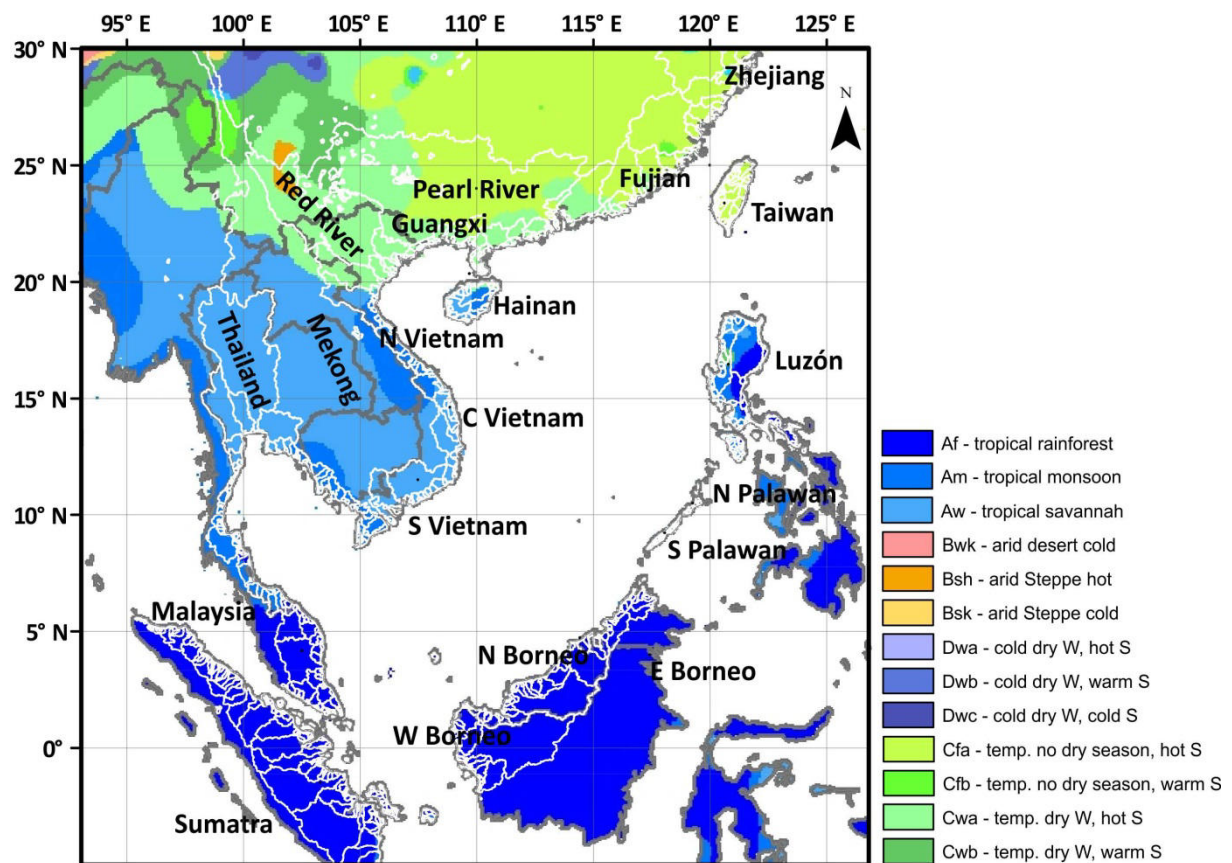 95° E 100° E 105° E 110° E 115° E 120° E 125° E
30° N
25° N
20° N
15° N
10° N
5° N
0°
N
Zhejiang
Fujian
Taiwan
Pearl River
Guangxi
Red River
Hainan
Thailand
Mekong
N Vietnam
C Vietnam
S Vietnam
Luzón
N Palawan
S Palawan
Malaysia
N Borneo
E Borneo
W Borneo
Sumatra
Af - tropical rainforest
Am - tropical monsoon
Aw - tropical savannah
Bwk - arid desert cold
Bsh - arid Steppe hot
Bsk - arid Steppe cold
Dwa - cold dry W, hot S
Dwb - cold dry W, warm S
Dwc - cold dry W, cold S
Cfa - temp. no dry season, hot S
Cfb - temp. no dry season, warm S
Cwa - temp. dry W, hot S
Cwb - temp. dry W, warm S